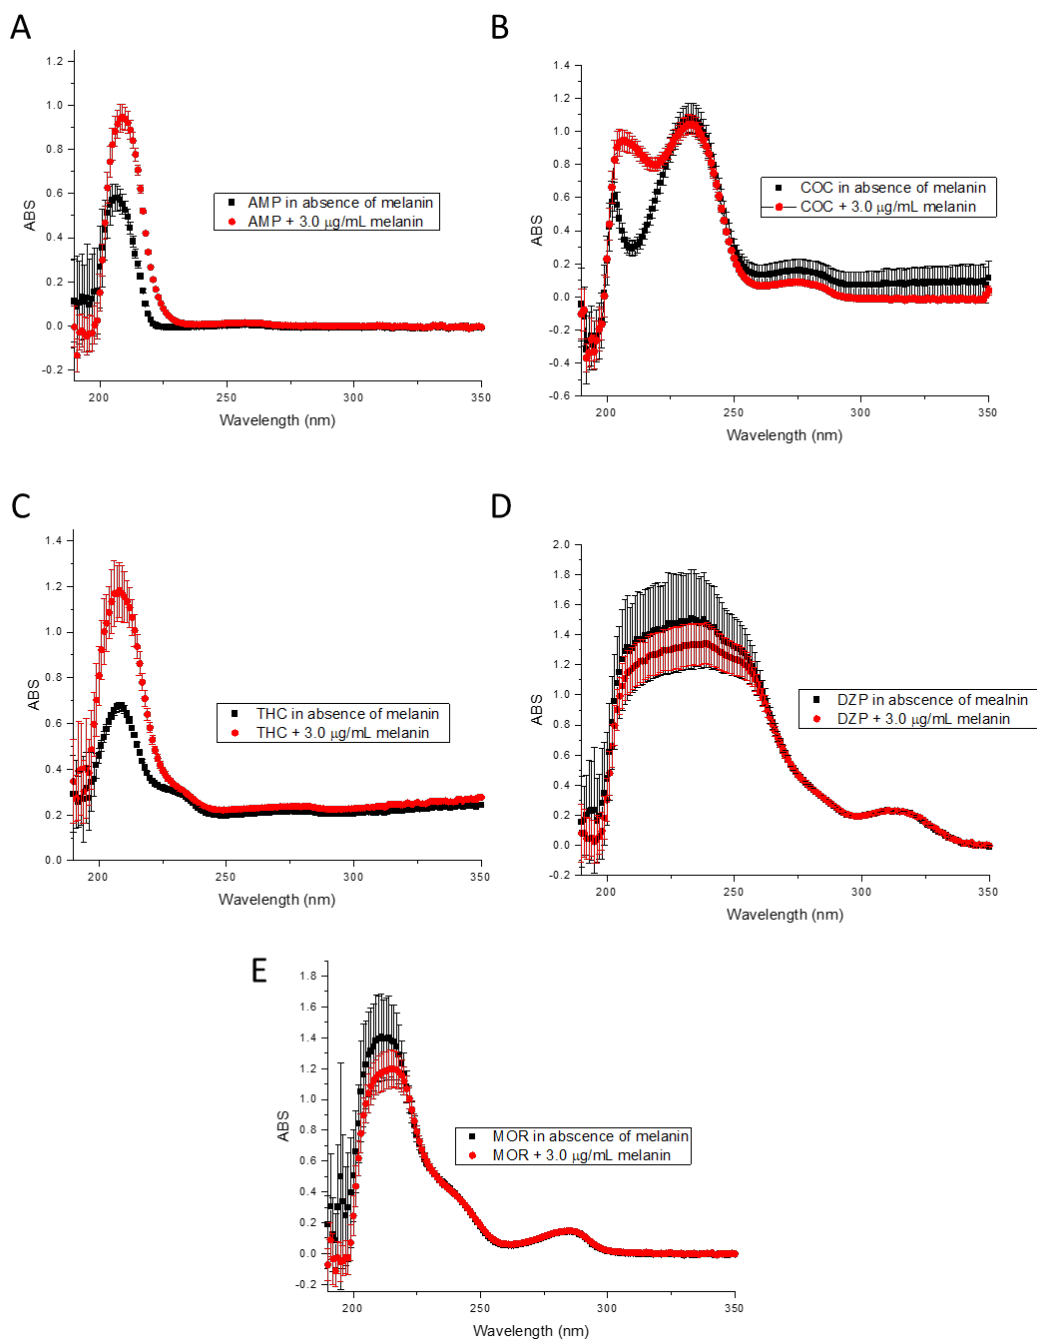 A
1.2
1.0
0.8
0.6
0.4
0.2
0.0
-0.2
ABS
AMP in absence of melanin
AMP + 3.0 μg/mL melanin
200 250 300 350
Wavelength (nm)
B
1.4
1.2
1.0
0.8
0.6
0.4
0.2
0.0
-0.2
-0.4
-0.6
ABS
COC in absence of melanin
COC + 3.0 μg/mL melanin
200 250 300 350
Wavelength (nm)
C
1.4
1.2
1.0
0.8
0.6
0.4
0.2
0.0
ABS
THC in absence of melanin
THC + 3.0 μg/mL melanin
200 250 300 350
Wavelength (nm)
D
2.0
1.8
1.6
1.4
1.2
1.0
0.8
0.6
0.4
0.2
0.0
-0.2
ABS
DZP in abscence of mealnin
DZP + 3.0 μg/mL melanin
200 250 300 350
Wavelength (nm)
E
1.8
1.6
1.4
1.2
1.0
0.8
0.6
0.4
0.2
0.0
-0.2
ABS
MOR in abscence of melanin
MOR + 3.0 μg/mL melanin
200 250 300 350
Wavelength (nm)